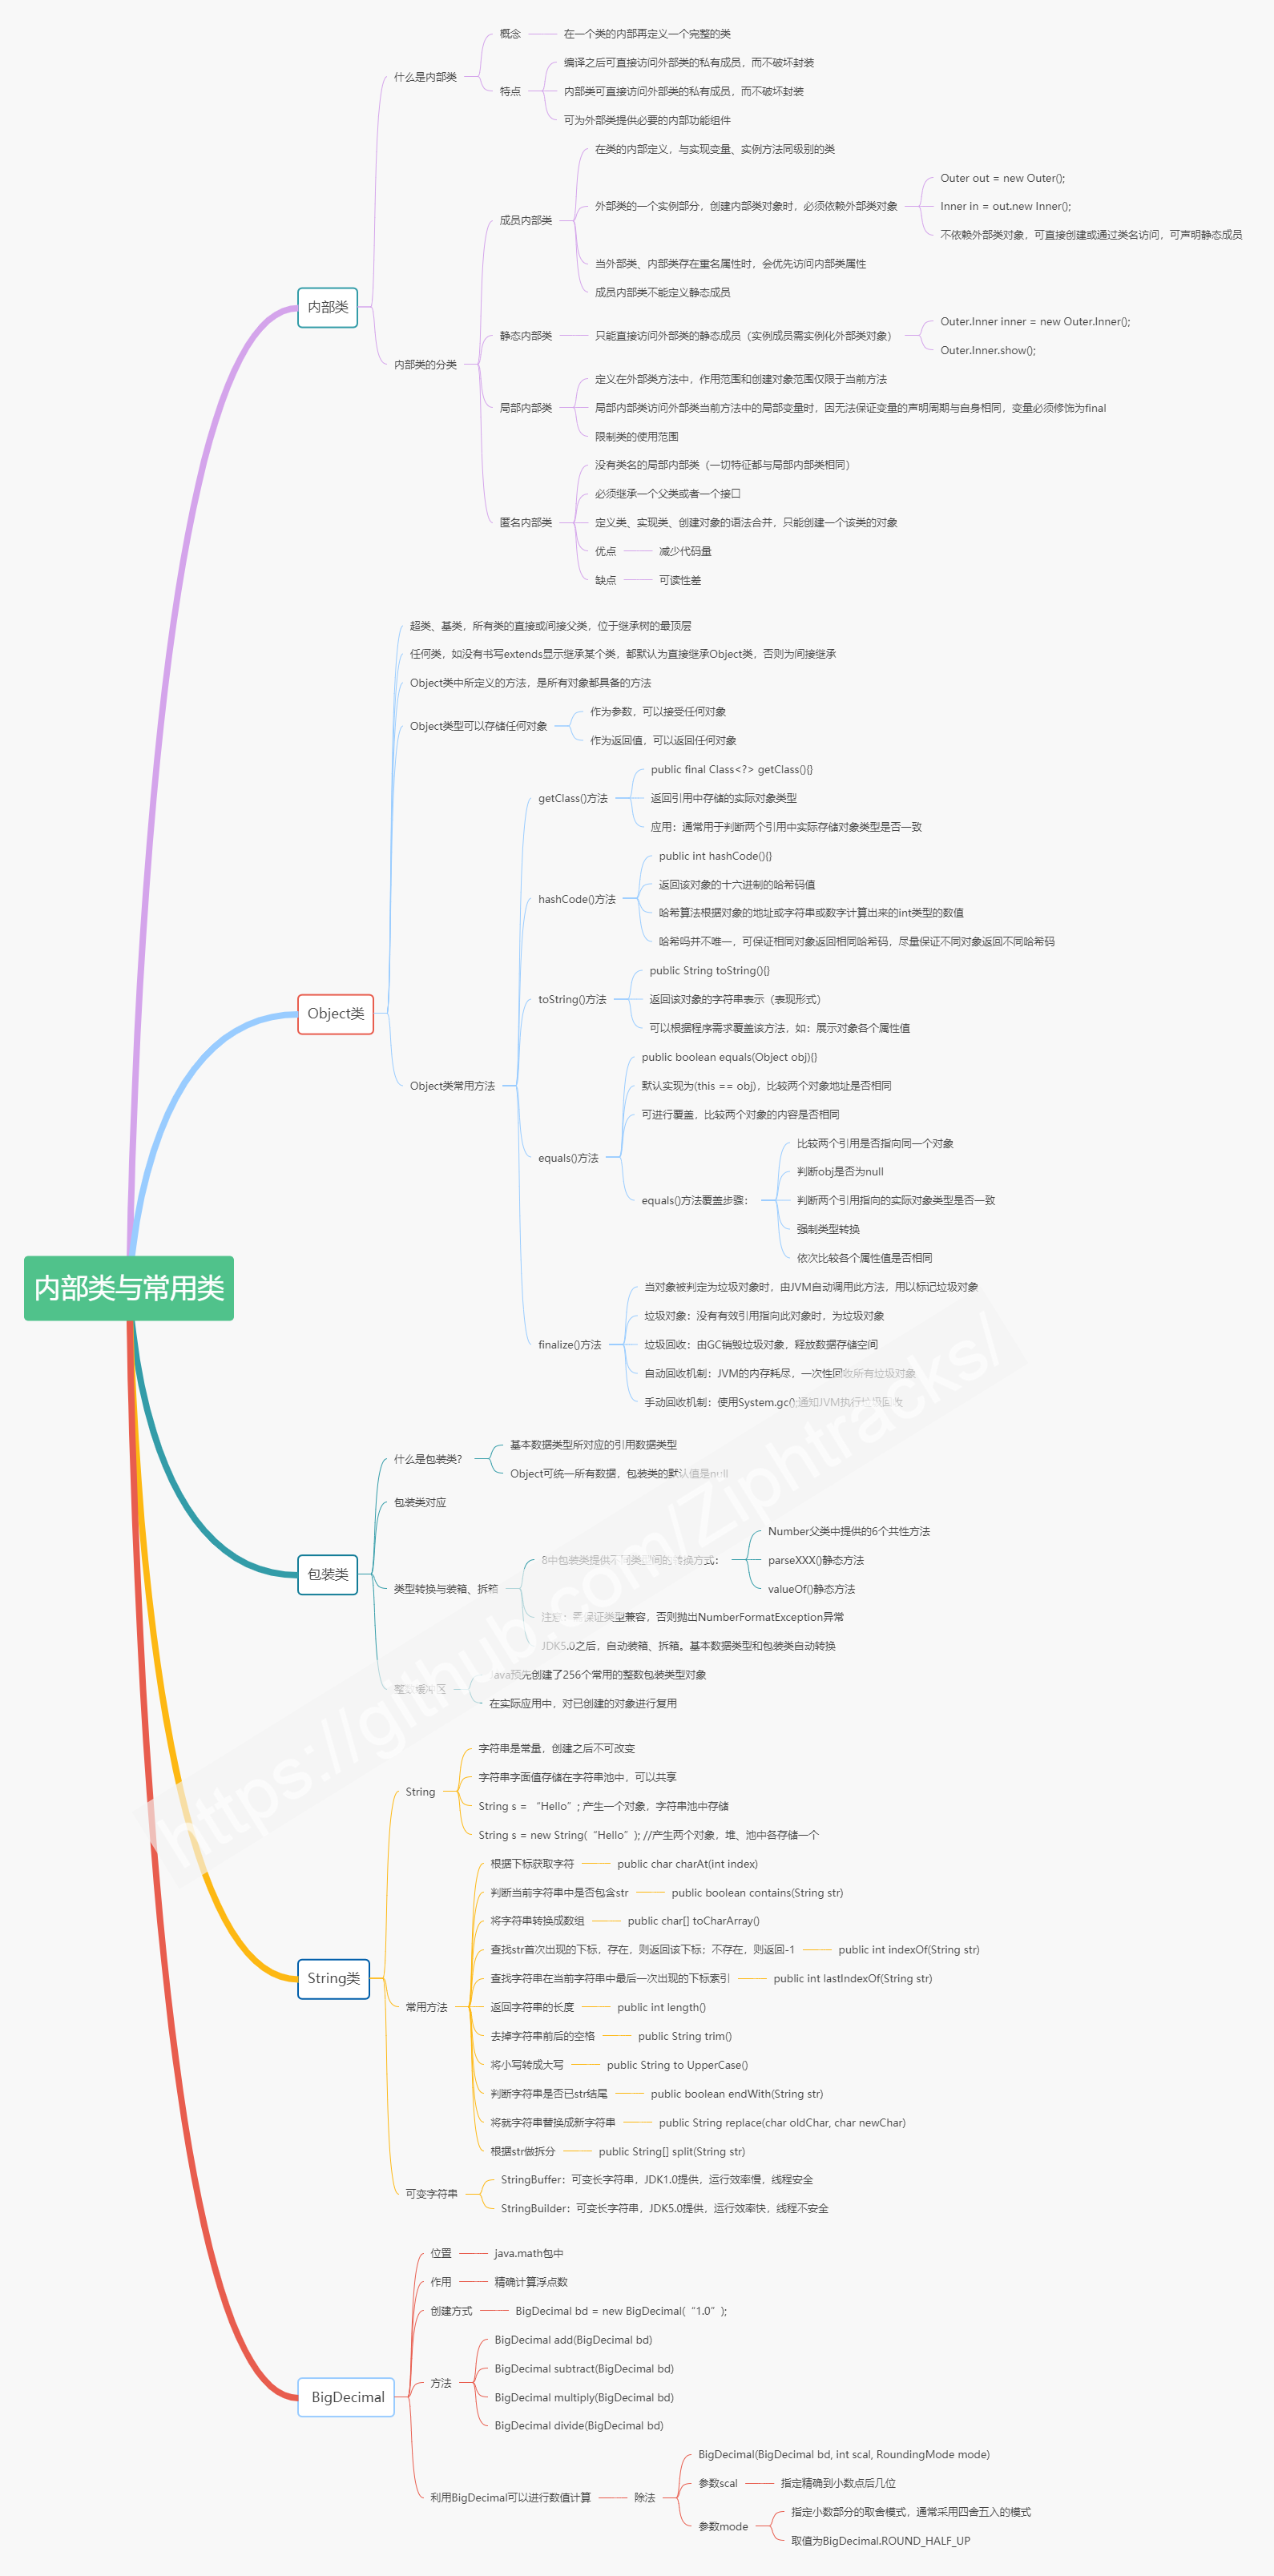 内部类与常用类
内部类
什么是内部类
概念
在一个类的内部再定义一个完整的类
特点
编译之后可直接访问外部类的私有成员，而不破坏封装
内部类可直接访问外部类的私有成员，而不破坏封装
可为外部类提供必要的内部功能组件
内部类的分类
成员内部类
在类的内部定义，与实现变量、实例方法同级别的类
外部类的一个实例部分，创建内部类对象时，必须依赖外部类对象
Outer out = new Outer();
Inner in = out.new Inner();
不依赖外部类对象，可直接创建或通过类名访问，可声明静态成员
当外部类、内部类存在重名属性时，会优先访问内部类属性
成员内部类不能定义静态成员
静态内部类
只能直接访问外部类的静态成员（实例成员需实例化外部类对象）
Outer.Inner inner = new Outer.Inner();
Outer.Inner.show();
局部内部类
定义在外部类方法中，作用范围和创建对象范围仅限于当前方法
局部内部类访问外部类当前方法中的局部变量时，因无法保证变量的声明周期与自身相同，变量必须修饰为final
限制类的使用范围
匿名内部类
没有类名的局部内部类（一切特征都与局部内部类相同）
必须继承一个父类或者一个接口
定义类、实现类、创建对象的语法合并，只能创建一个该类的对象
优点
减少代码量
缺点
可读性差
Object类
超类、基类，所有类的直接或间接父类，位于继承树的最顶层
任何类，如没有书写extends显示继承某个类，都默认为直接继承Object类，否则为间接继承
Object类中所定义的方法，是所有对象都具备的方法
Object类型可以存储任何对象
作为参数，可以接受任何对象
作为返回值，可以返回任何对象
Object类常用方法
getClass()方法
public final Class<?> getClass(){}
返回引用中存储的实际对象类型
应用：通常用于判断两个引用中实际存储对象类型是否一致
hashCode()方法
public int hashCode(){}
返回该对象的十六进制的哈希码值
哈希算法根据对象的地址或字符串或数字计算出来的int类型的数值
哈希吗并不唯一，可保证相同对象返回相同哈希码，尽量保证不同对象返回不同哈希码
toString()方法
public String toString(){}
返回该对象的字符串表示（表现形式）
可以根据程序需求覆盖该方法，如：展示对象各个属性值
equals()方法
public boolean equals(Object obj){}
默认实现为(this == obj)，比较两个对象地址是否相同
可进行覆盖，比较两个对象的内容是否相同
equals()方法覆盖步骤：
比较两个引用是否指向同一个对象
判断obj是否为null
判断两个引用指向的实际对象类型是否一致
强制类型转换
依次比较各个属性值是否相同
finalize()方法
当对象被判定为垃圾对象时，由JVM自动调用此方法，用以标记垃圾对象
垃圾对象：没有有效引用指向此对象时，为垃圾对象
垃圾回收：由GC销毁垃圾对象，释放数据存储空间
自动回收机制：JVM的内存耗尽，一次性回收所有垃圾对象
手动回收机制：使用System.gc();通知JVM执行垃圾回收
包装类
什么是包装类？
基本数据类型所对应的引用数据类型
Object可统一所有数据，包装类的默认值是null
包装类对应
类型转换与装箱、拆箱
8中包装类提供不同类型间的转换方式：
Number父类中提供的6个共性方法
parseXXX()静态方法
valueOf()静态方法
注意：需保证类型兼容，否则抛出NumberFormatException异常
JDK5.0之后，自动装箱、拆箱。基本数据类型和包装类自动转换
整数缓冲区
Java预先创建了256个常用的整数包装类型对象
在实际应用中，对已创建的对象进行复用
String类
String
字符串是常量，创建之后不可改变
字符串字面值存储在字符串池中，可以共享
String s = “Hello”; 产生一个对象，字符串池中存储
String s = new String(“Hello”); //产生两个对象，堆、池中各存储一个
常用方法
根据下标获取字符
public char charAt(int index)
判断当前字符串中是否包含str
public boolean contains(String str)
将字符串转换成数组
public char[] toCharArray()
查找str首次出现的下标，存在，则返回该下标；不存在，则返回-1
public int indexOf(String str)
查找字符串在当前字符串中最后一次出现的下标索引
public int lastIndexOf(String str)
返回字符串的长度
public int length()
去掉字符串前后的空格
public String trim()
将小写转成大写
public String to UpperCase()
判断字符串是否已str结尾
public boolean endWith(String str)
将就字符串替换成新字符串
public String replace(char oldChar, char newChar)
根据str做拆分
public String[] split(String str)
可变字符串
StringBuffer：可变长字符串，JDK1.0提供，运行效率慢，线程安全
StringBuilder：可变长字符串，JDK5.0提供，运行效率快，线程不安全
BigDecimal
位置
java.math包中
作用
精确计算浮点数
创建方式
BigDecimal bd = new BigDecimal(“1.0”);
方法
BigDecimal add(BigDecimal bd)
BigDecimal subtract(BigDecimal bd)
BigDecimal multiply(BigDecimal bd)
BigDecimal divide(BigDecimal bd)
利用BigDecimal可以进行数值计算
除法
BigDecimal(BigDecimal bd, int scal, RoundingMode mode)
参数scal
指定精确到小数点后几位
参数mode
指定小数部分的取舍模式，通常采用四舍五入的模式
取值为BigDecimal.ROUND_HALF_UP
https://github.com/Ziphtracks/